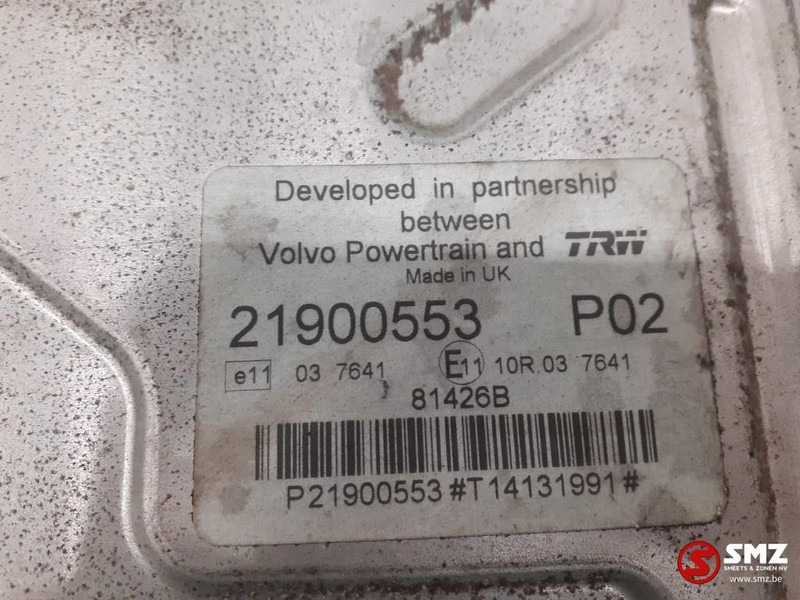 Developed in partnership
between
Volvo Powertrain and TRW
Made in UK
21900553 P02
e11 03 7641 E11 10R.03 7641
81426B
P21900553#T14131991#
SMZ
SMEETS & ZONEN NV
www.smz.be